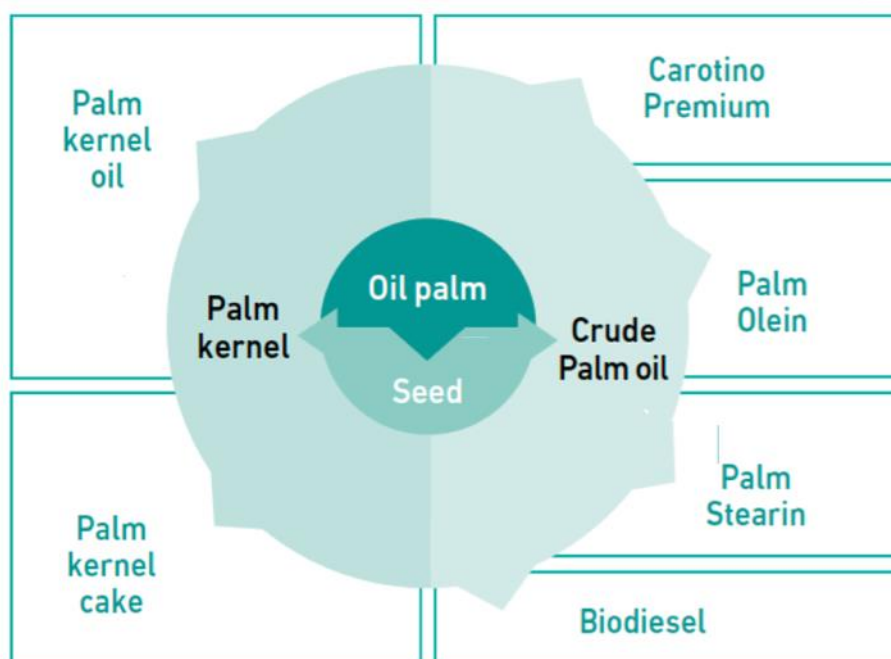 Palm
kernel
oil
Carotino
Premium
Oil palm
Palm
kernel
Crude
Palm oil
Seed
Palm
Olein
Palm
kernel
cake
Palm
Stearin
Biodiesel